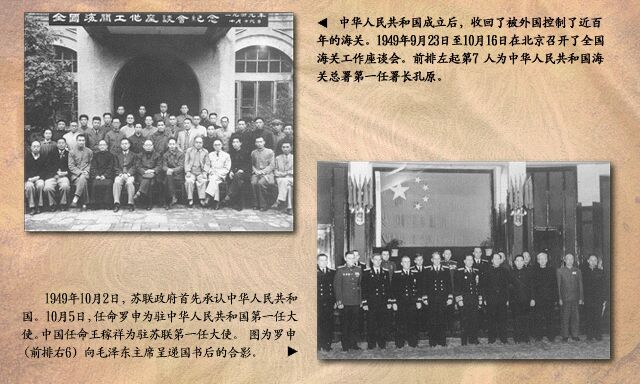 全國海關工作座談會紀念
一九四九年
十月十六日
◀ 中华人民共和国成立后，收回了被外国控制了近百
年的海关。1949年9月23日至10月16日在北京召开了全国
海关工作座谈会。前排左起第7 人为中华人民共和国海
关总署第一任署长孔原。
1949年10月2日，苏联政府首先承认中华人民共和
国。10月5日，任命罗申为驻中华人民共和国第一任大
使。中国任命王稼祥为驻苏联第一任大使。 图为罗申
(前排右6) 向毛泽东主席呈递国书后的合影。 ▶